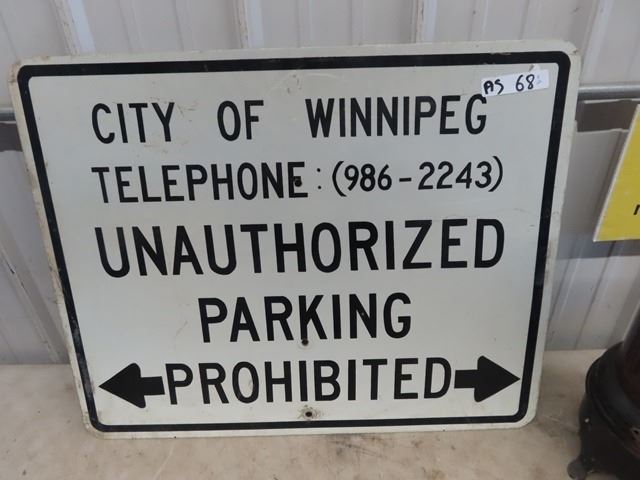 AS 68
CITY OF WINNIPEG
TELEPHONE: (986-2243)
UNAUTHORIZED
PARKING
PROHIBITED